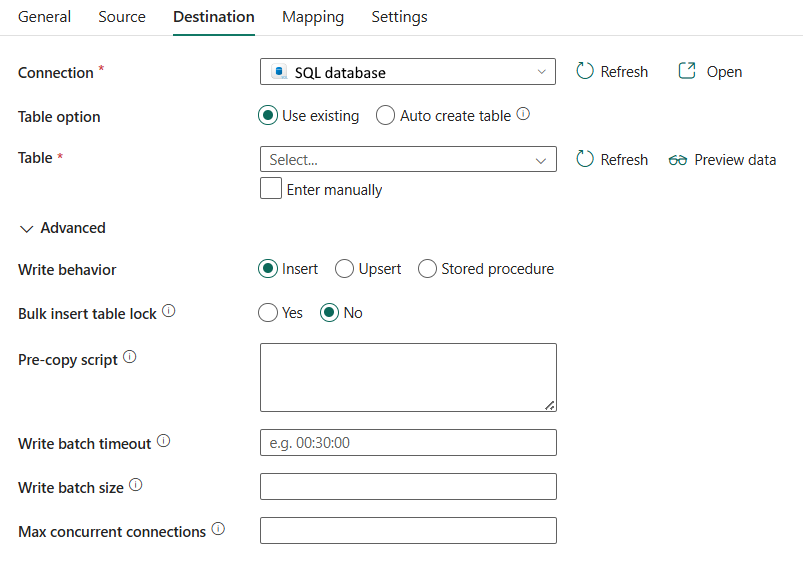 General Source Destination Mapping Settings
Connection * SQL database Refresh Open
Table option Use existing Auto create table
Table * Select... Refresh Preview data
Enter manually
Advanced
Write behavior Insert Upsert Stored procedure
Bulk insert table lock Yes No
Pre-copy script
Write batch timeout e.g. 00:30:00
Write batch size
Max concurrent connections